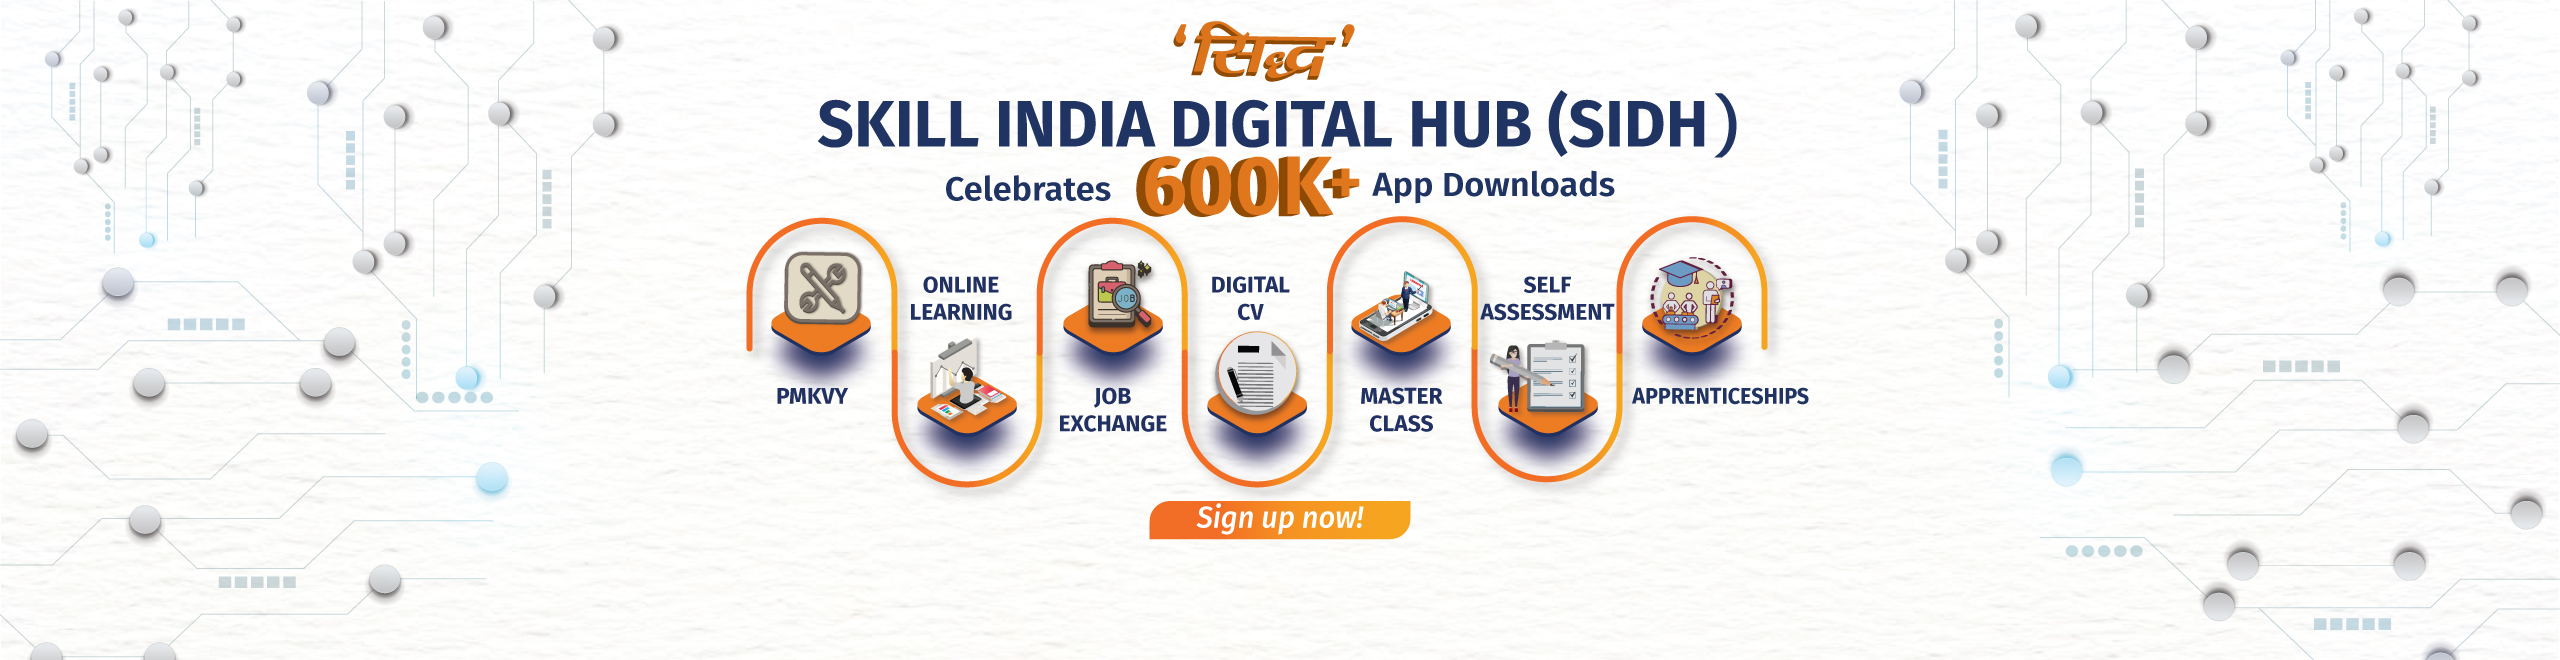 ‘सिद्ध’
SKILL INDIA DIGITAL HUB (SIDH)
Celebrates 600K+ App Downloads
PMKVY
ONLINE
LEARNING
JOB
JOB
EXCHANGE
DIGITAL
CV
MASTER
CLASS
SELF
ASSESSMENT
APPRENTICESHIPS
Sign up now!